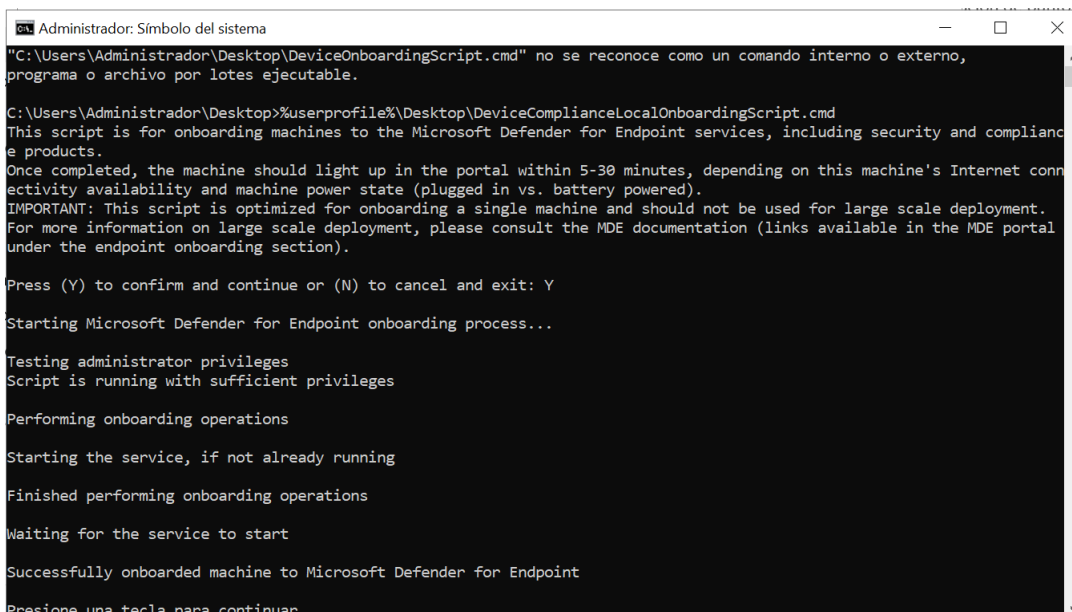 Administrador: Símbolo del sistema
"C:\Users\Administrador\Desktop\DeviceOnboardingScript.cmd" no se reconoce como un comando interno o externo,
programa o archivo por lotes ejecutable.
C:\Users\Administrador\Desktop>%userprofile%\Desktop\DeviceComplianceLocalOnboardingScript.cmd
This script is for onboarding machines to the Microsoft Defender for Endpoint services, including security and complianc
e products.
Once completed, the machine should light up in the portal within 5-30 minutes, depending on this machine's Internet conn
ectivity availability and machine power state (plugged in vs. battery powered).
IMPORTANT: This script is optimized for onboarding a single machine and should not be used for large scale deployment.
For more information on large scale deployment, please consult the MDE documentation (links available in the MDE portal
under the endpoint onboarding section).
Press (Y) to confirm and continue or (N) to cancel and exit: Y
Starting Microsoft Defender for Endpoint onboarding process...
Testing administrator privileges
Script is running with sufficient privileges
Performing onboarding operations
Starting the service, if not already running
Finished performing onboarding operations
Waiting for the service to start
Successfully onboarded machine to Microsoft Defender for Endpoint
Presione una tecla para continuar